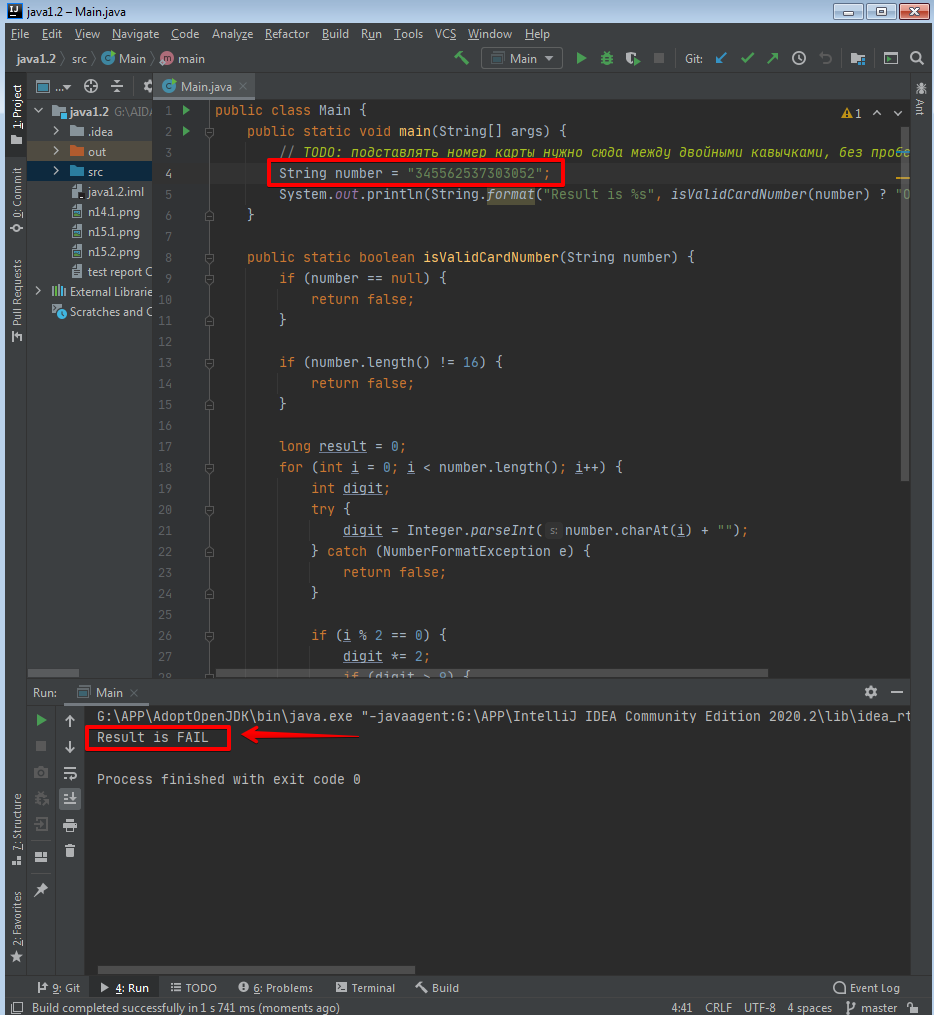 java1.2 – Main.java
File Edit View Navigate Code Analyze Refactor Build Run Tools VCS Window Help
java1.2 src Main main Main Git:
1: Project
0: Commit
Pull Requests
7: Structure
2: Favorites
Ant
java1.2 G:\AIDA
.idea
out
src
java1.2.iml
n14.1.png
n15.1.png
n15.2.png
test report C
External Librarie
Scratches and C
Main.java
1
1 public class Main {
2 public static void main(String[] args) {
3 // TODO: подставлять номер карты нужно сюда между двойными кавычками, без пробе
4 String number = "345562537303052";
5 System.out.println(String.format("Result is %s", isValidCardNumber(number) ? "O
6 }
7
8 public static boolean isValidCardNumber(String number) {
9 if (number == null) {
10 return false;
11 }
12
13 if (number.length() != 16) {
14 return false;
15 }
16
17 long result = 0;
18 for (int i = 0; i < number.length(); i++) {
19 int digit;
20 try {
21 digit = Integer.parseInt( s: number.charAt(i) + "");
22 } catch (NumberFormatException e) {
23 return false;
24 }
25
26 if (i % 2 == 0) {
27 digit *= 2;
28 if (digit > 9) {
Run: Main
G:\APP\AdoptOpenJDK\bin\java.exe "-javaagent:G:\APP\IntelliJ IDEA Community Edition 2020.2\lib\idea_rt
Result is FAIL
Process finished with exit code 0
9: Git 4: Run TODO 6: Problems Terminal Build Event Log
Build completed successfully in 1 s 741 ms (moments ago) 4:41 CRLF UTF-8 4 spaces master